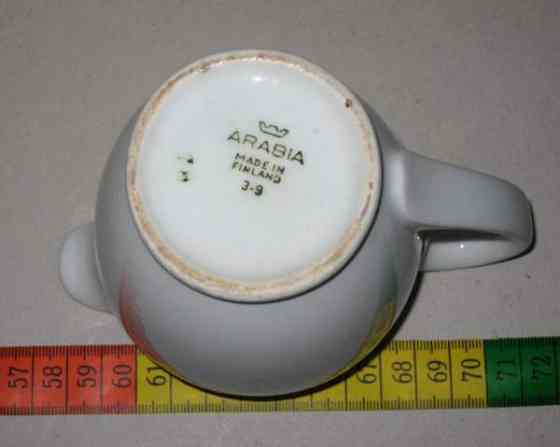 ARABIA
MADE IN
FINLAND
3-9
57 58 59 60 61 67 68 69 70 71 72